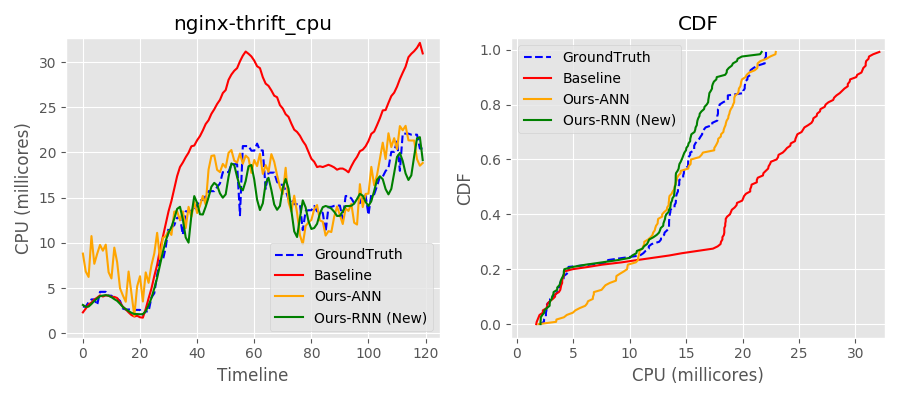 nginx-thrift_cpu
CPU (millicores)
30
25
20
15
10
5
0
0 20 40 60 80 100 120
Timeline
GroundTruth
Baseline
Ours-ANN
Ours-RNN (New)
CDF
CDF
1.0
0.8
0.6
0.4
0.2
0.0
0 5 10 15 20 25 30
CPU (millicores)
GroundTruth
Baseline
Ours-ANN
Ours-RNN (New)